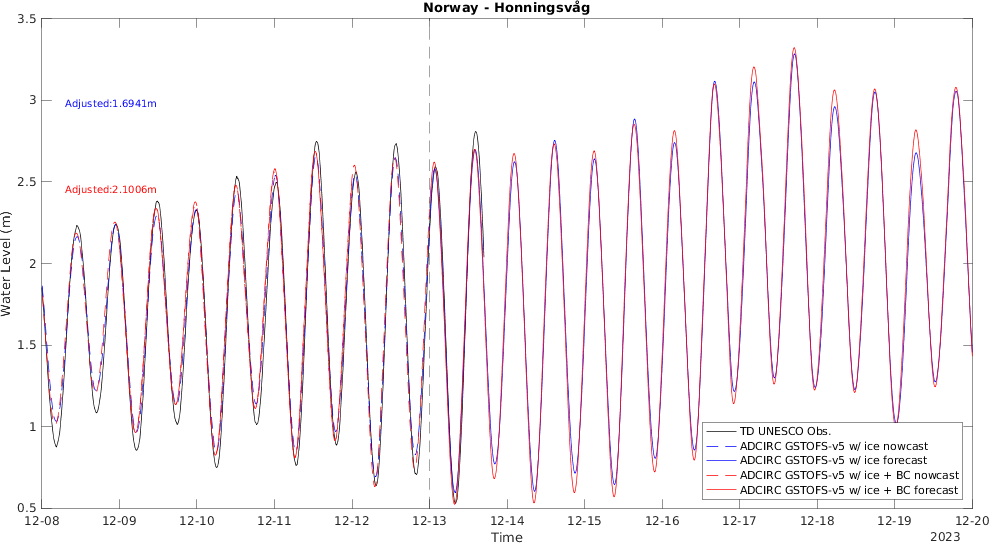 Norway - Honningsvåg
3.5
3
2.5
2
1.5
1
0.5
Water Level (m)
Adjusted:1.6941m
Adjusted:2.1006m
TD UNESCO Obs.
ADCIRC GSTOFS-v5 w/ ice nowcast
ADCIRC GSTOFS-v5 w/ ice forecast
ADCIRC GSTOFS-v5 w/ ice + BC nowcast
ADCIRC GSTOFS-v5 w/ ice + BC forecast
12-08 12-09 12-10 12-11 12-12 12-13 12-14 12-15 12-16 12-17 12-18 12-19 12-20
Time
2023